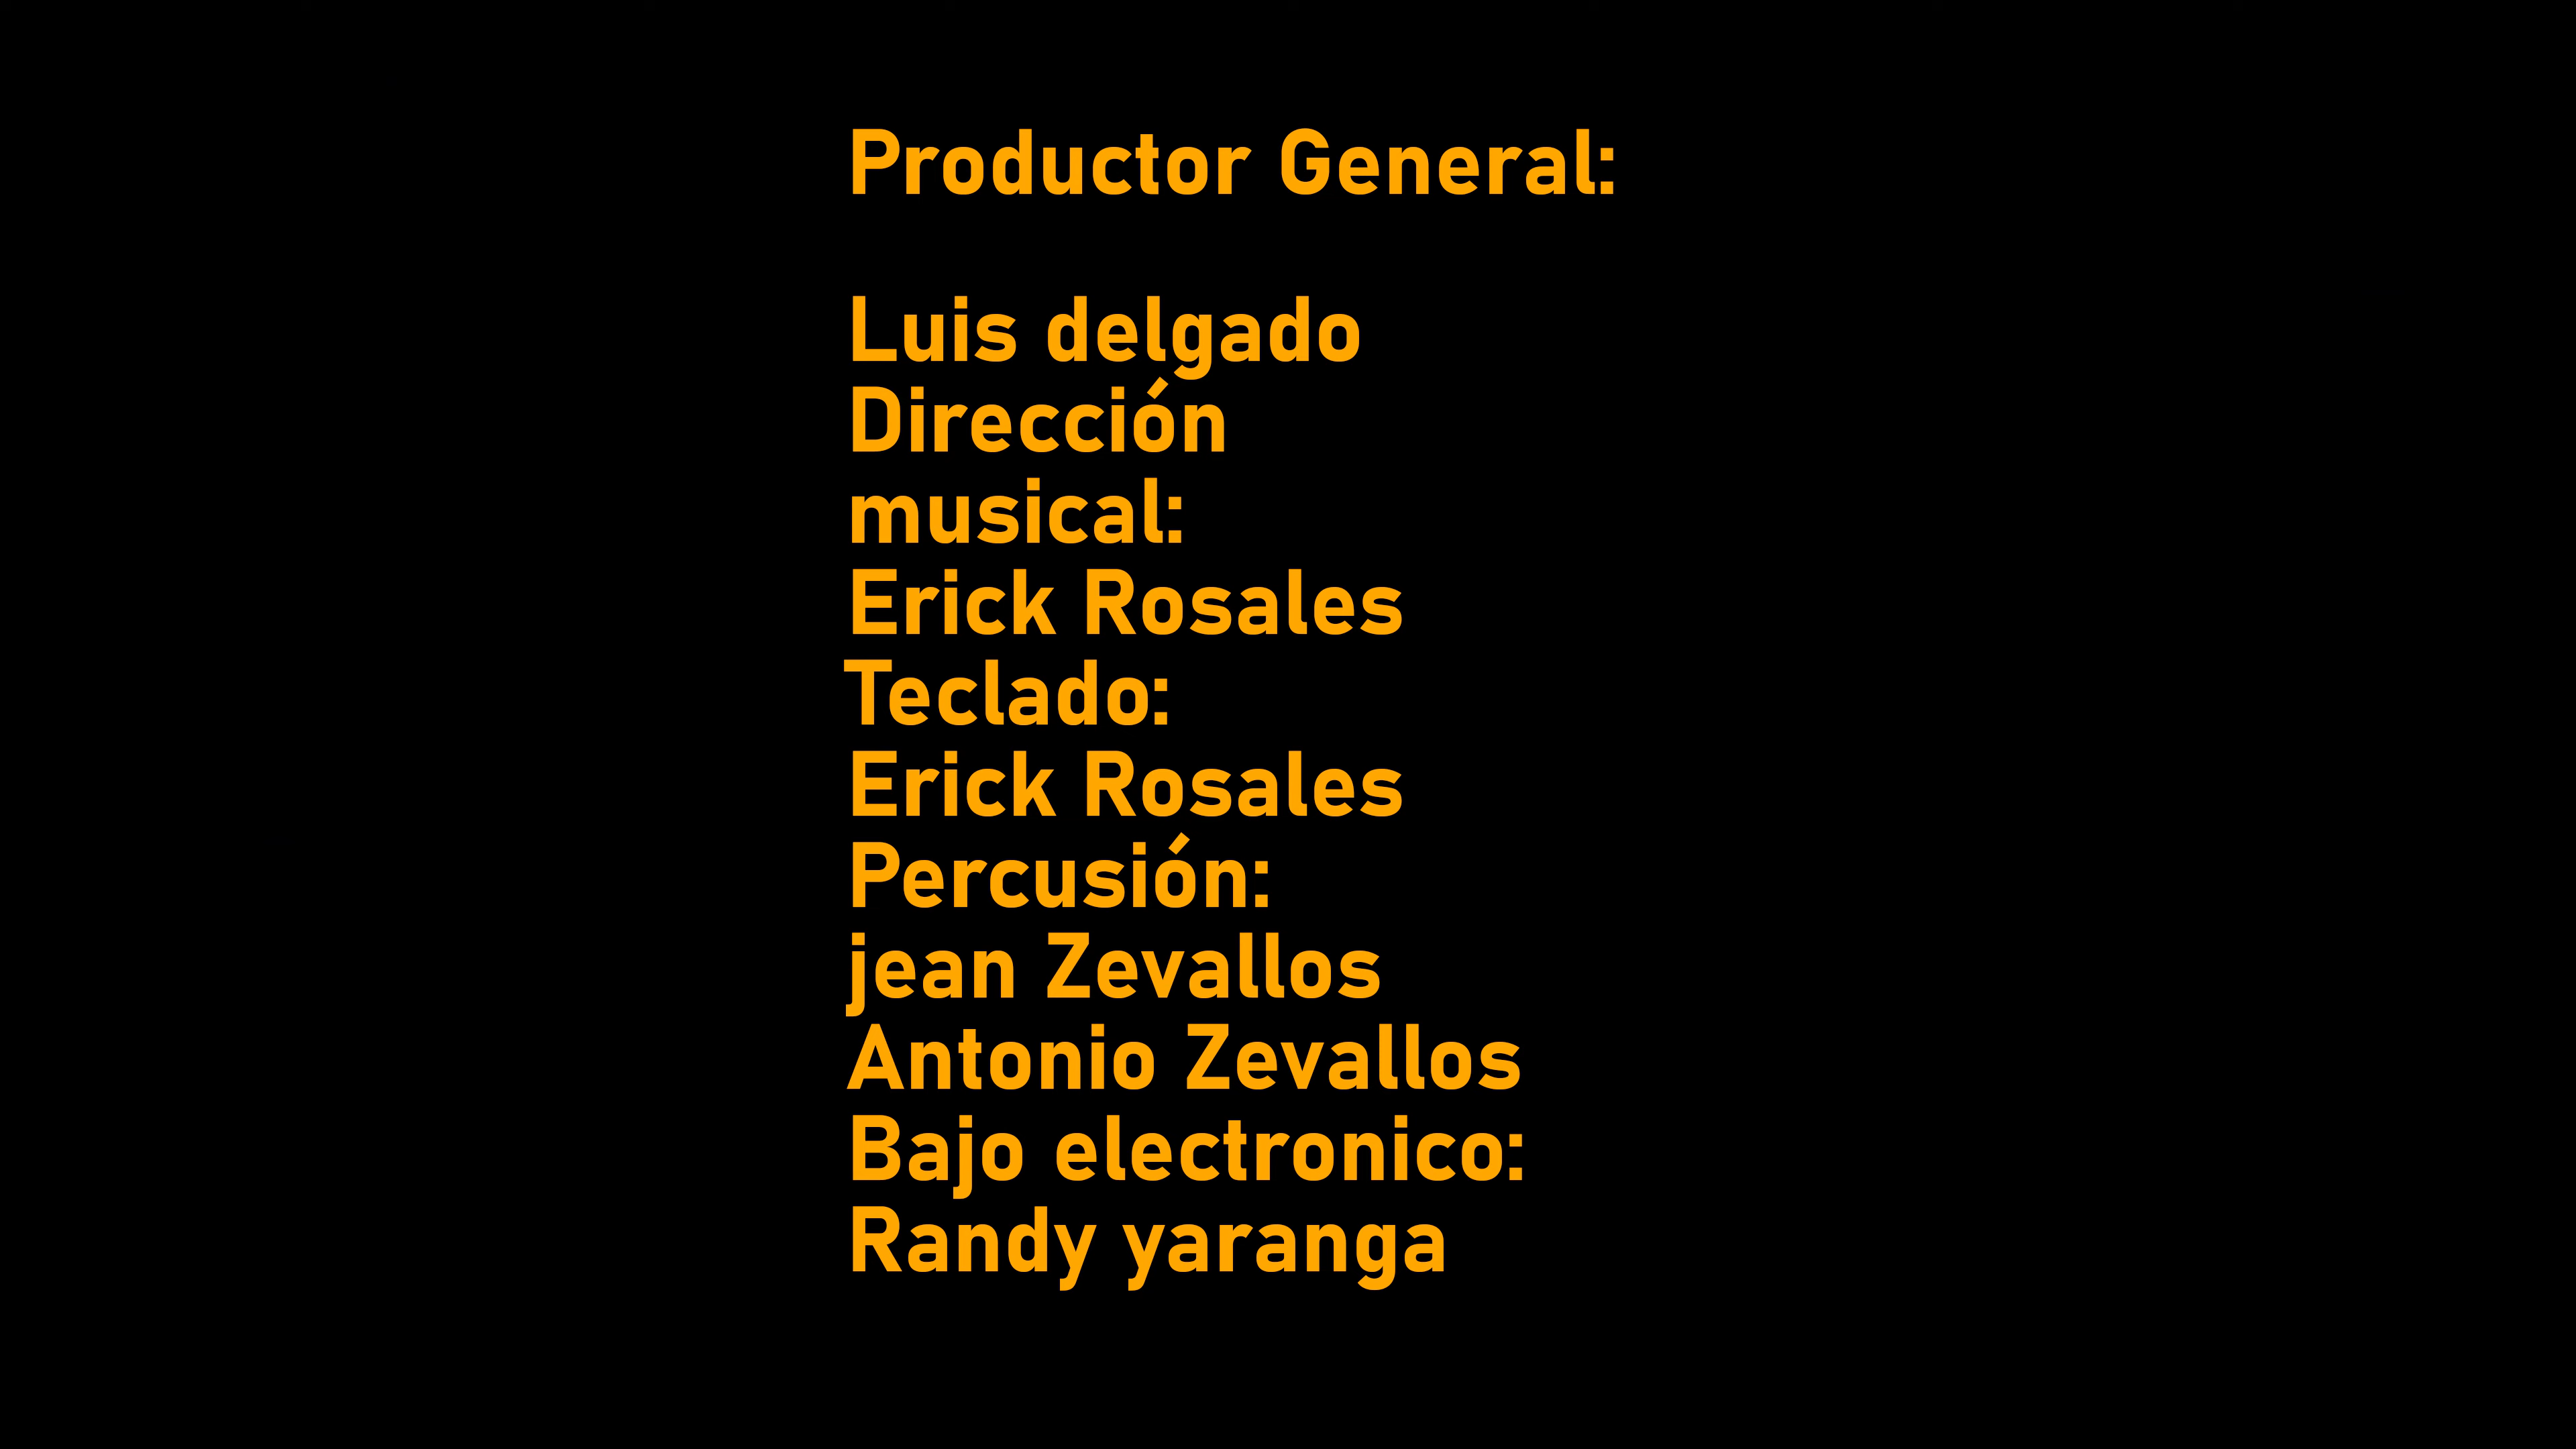 Productor General:
Luis delgado
Dirección
musical:
Erick Rosales
Teclado:
Erick Rosales
Percusión:
jean Zevallos
Antonio Zevallos
Bajo electronico:
Randy yaranga